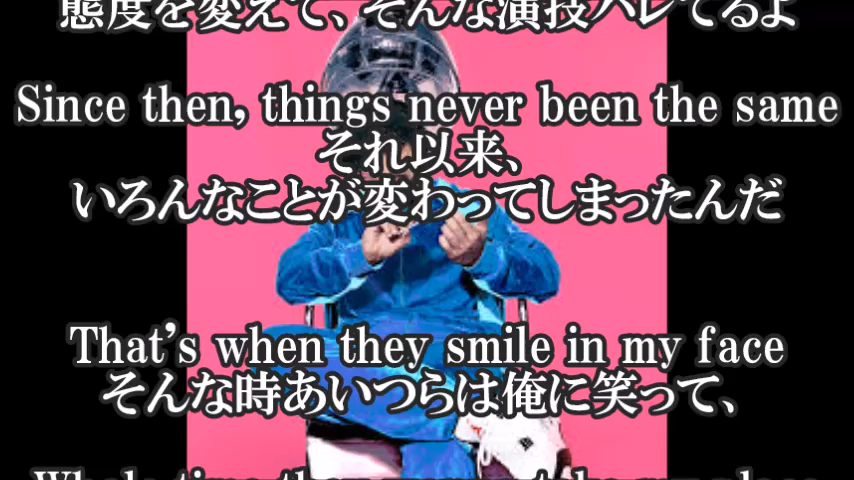 態度を変えて、そんな演技バレてるよ
Since then, things never been the same
それ以来、
いろんなことが変わってしまったんだ
That's when they smile in my face
そんな時あいつらは俺に笑って、